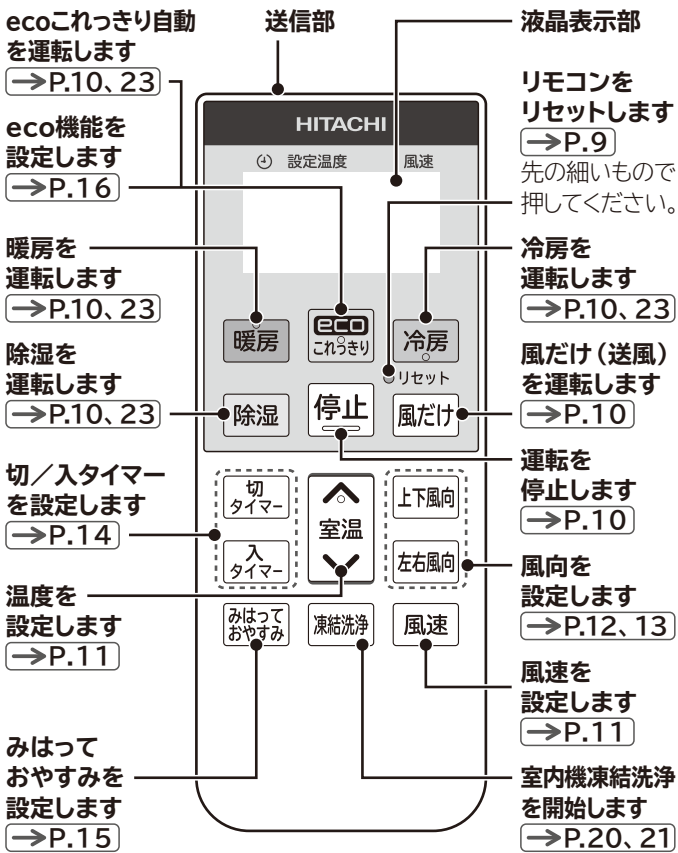 ecoこれっきり自動
を運転します
→P.10、23
eco機能を
設定します
→P.16
暖房を
運転します
→P.10、23
除湿を
運転します
→P.10、23
切／入タイマー
を設定します
→P.14
温度を
設定します
→P.11
みはって
おやすみを
設定します
→P.15
送信部
HITACHI
設定温度 風速
暖房
eco
これっきり
冷房
リセット
除湿
停止
風だけ
切
タイマー
室温
上下風向
入
タイマー
左右風向
みはって
おやすみ
凍結洗浄
風速
液晶表示部
リモコンを
リセットします
→P.9
先の細いもので
押してください。
冷房を
運転します
→P.10、23
風だけ（送風）
を運転します
→P.10
運転を
停止します
→P.10
風向を
設定します
→P.12、13
風速を
設定します
→P.11
室内機凍結洗浄
を開始します
→P.20、21